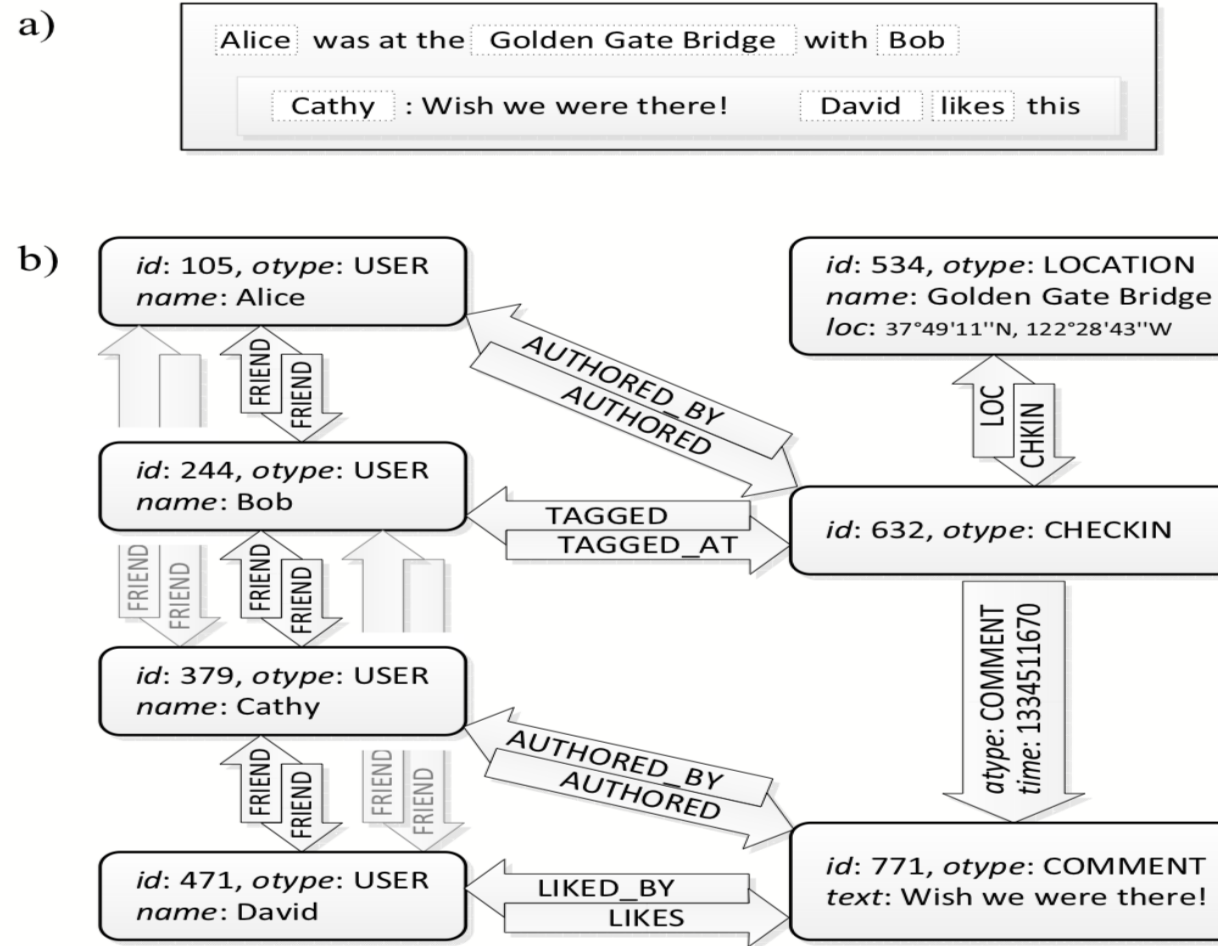 a)
Alice was at the Golden Gate Bridge with Bob
Cathy : Wish we were there! David likes this
b)
id: 105, otype: USER
name: Alice
id: 534, otype: LOCATION
name: Golden Gate Bridge
loc: 37°49'11''N, 122°28'43''W
FRIEND
FRIEND
AUTHORED_BY
AUTHORED
LOC
CHKIN
id: 244, otype: USER
name: Bob
TAGGED
TAGGED_AT
id: 632, otype: CHECKIN
FRIEND
FRIEND
FRIEND
FRIEND
id: 379, otype: USER
name: Cathy
AUTHORED_BY
AUTHORED
atype: COMMENT
time: 1334511670
FRIEND
FRIEND
FRIEND
FRIEND
id: 471, otype: USER
name: David
LIKED_BY
LIKES
id: 771, otype: COMMENT
text: Wish we were there!